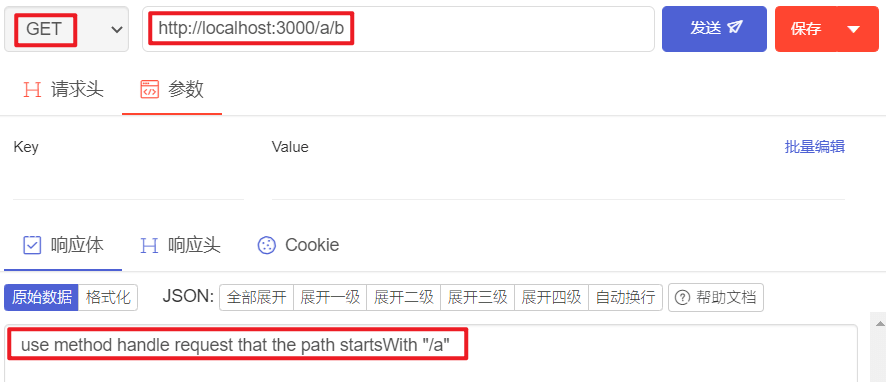 GET http://localhost:3000/a/b 发送 保存
请求头 参数
Key Value 批量编辑
响应体 响应头 Cookie
原始数据 格式化 JSON: 全部展开 展开一级 展开二级 展开三级 展开四级 自动换行 帮助文档
use method handle request that the path startsWith "/a"